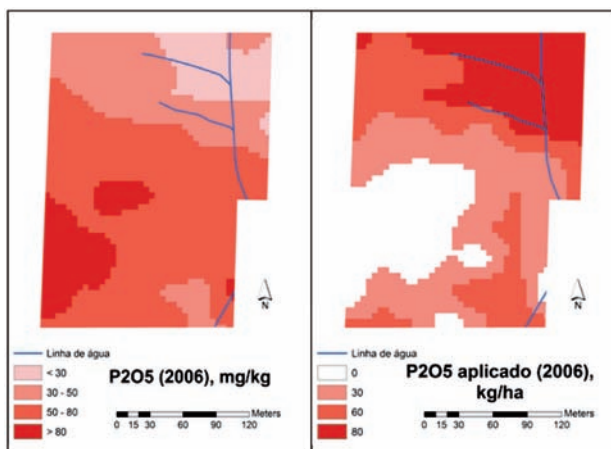 N
Linha de água
< 30
30 - 50
50 - 80
> 80
P2O5 (2006), mg/kg
Meters
0 15 30 60 90 120
N
Linha de água
0
30
60
80
P2O5 aplicado (2006),
kg/ha
Meters
0 15 30 60 90 120